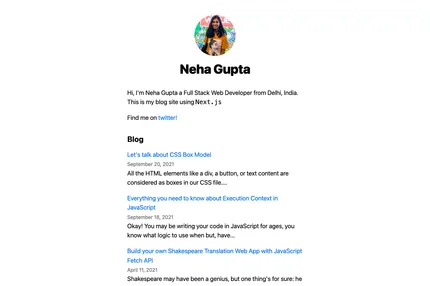 Neha Gupta
Hi, I'm Neha Gupta a Full Stack Web Developer from Delhi, India.
This is my blog site using Next.js
Find me on twitter!
Blog
Let's talk about CSS Box Model
September 20, 2021
All the HTML elements like a div, a button, or text content are
considered as boxes in our CSS file....
Everything you need to know about Execution Context in
JavaScript
September 18, 2021
Okay! You may be writing your code in JavaScript for ages, you
know what logic to use when but, have...
Build your own Shakespeare Translation Web App with JavaScript
Fetch API
April 11, 2021
Shakespeare may have been a genius, but one thing's for sure: he